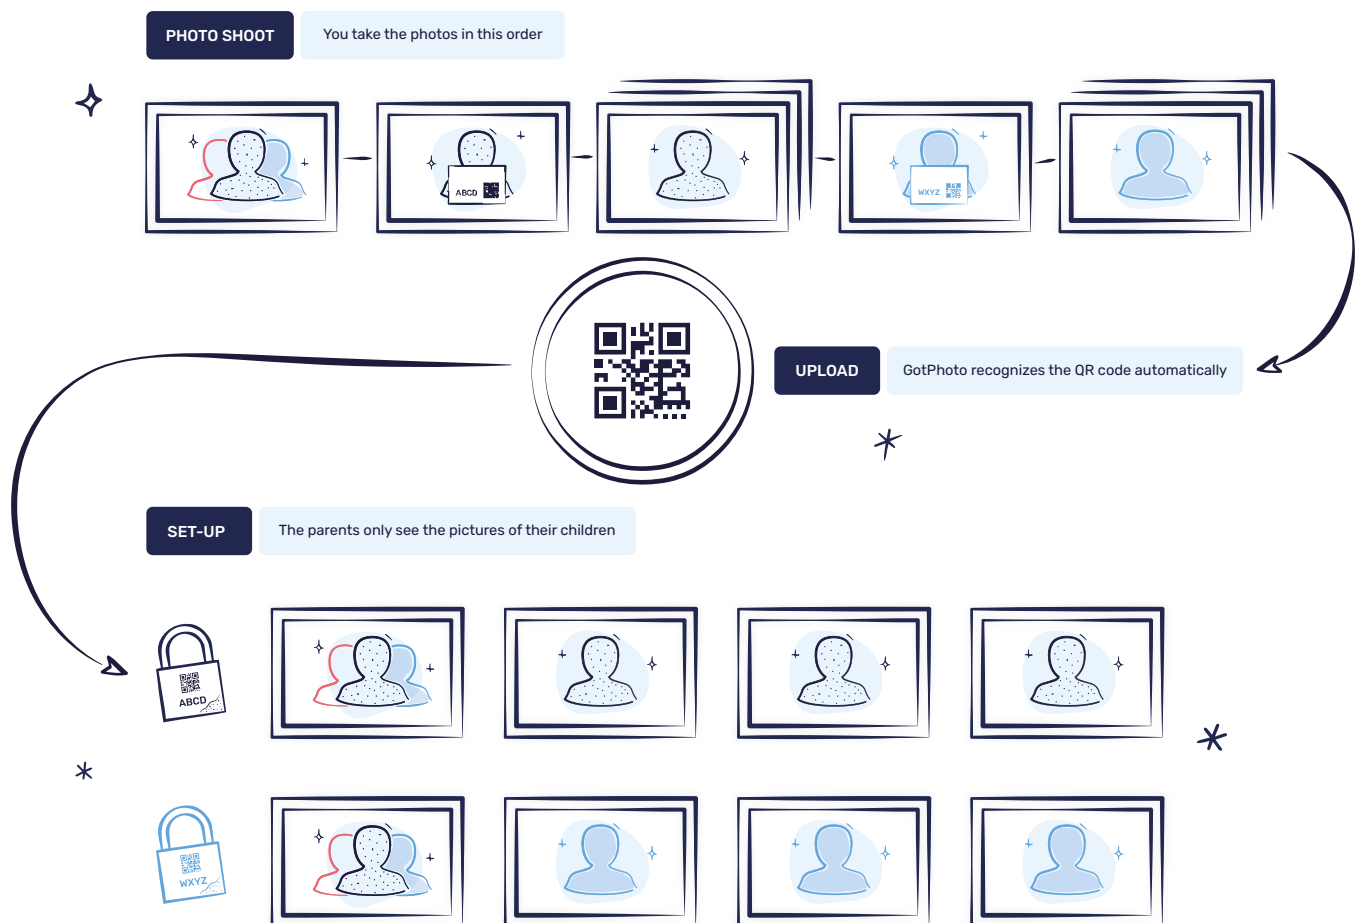 PHOTO SHOOT
You take the photos in this order
ABCD
WXYZ
UPLOAD
GotPhoto recognizes the QR code automatically
SET-UP
The parents only see the pictures of their children
ABCD
WXYZ